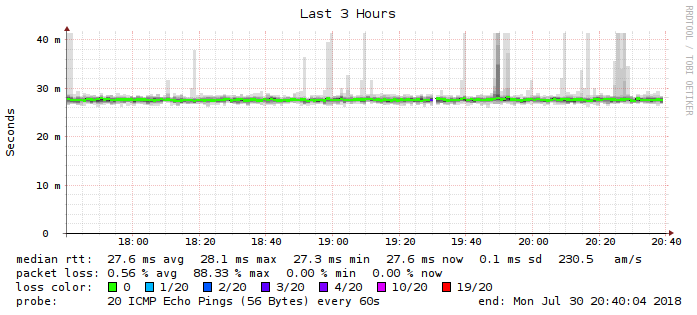 Last 3 Hours
RRDTOOL / TOBI OETIKER
Seconds
40 m
30 m
20 m
10 m
0
18:00 18:20 18:40 19:00 19:20 19:40 20:00 20:20 20:40
median rtt: 27.6 ms avg 28.1 ms max 27.3 ms min 27.6 ms now 0.1 ms sd 230.5 am/s
packet loss: 0.56 % avg 88.33 % max 0.00 % min 0.00 % now
loss color: 0 1/20 2/20 3/20 4/20 10/20 19/20
probe: 20 ICMP Echo Pings (56 Bytes) every 60s end: Mon Jul 30 20:40:04 2018